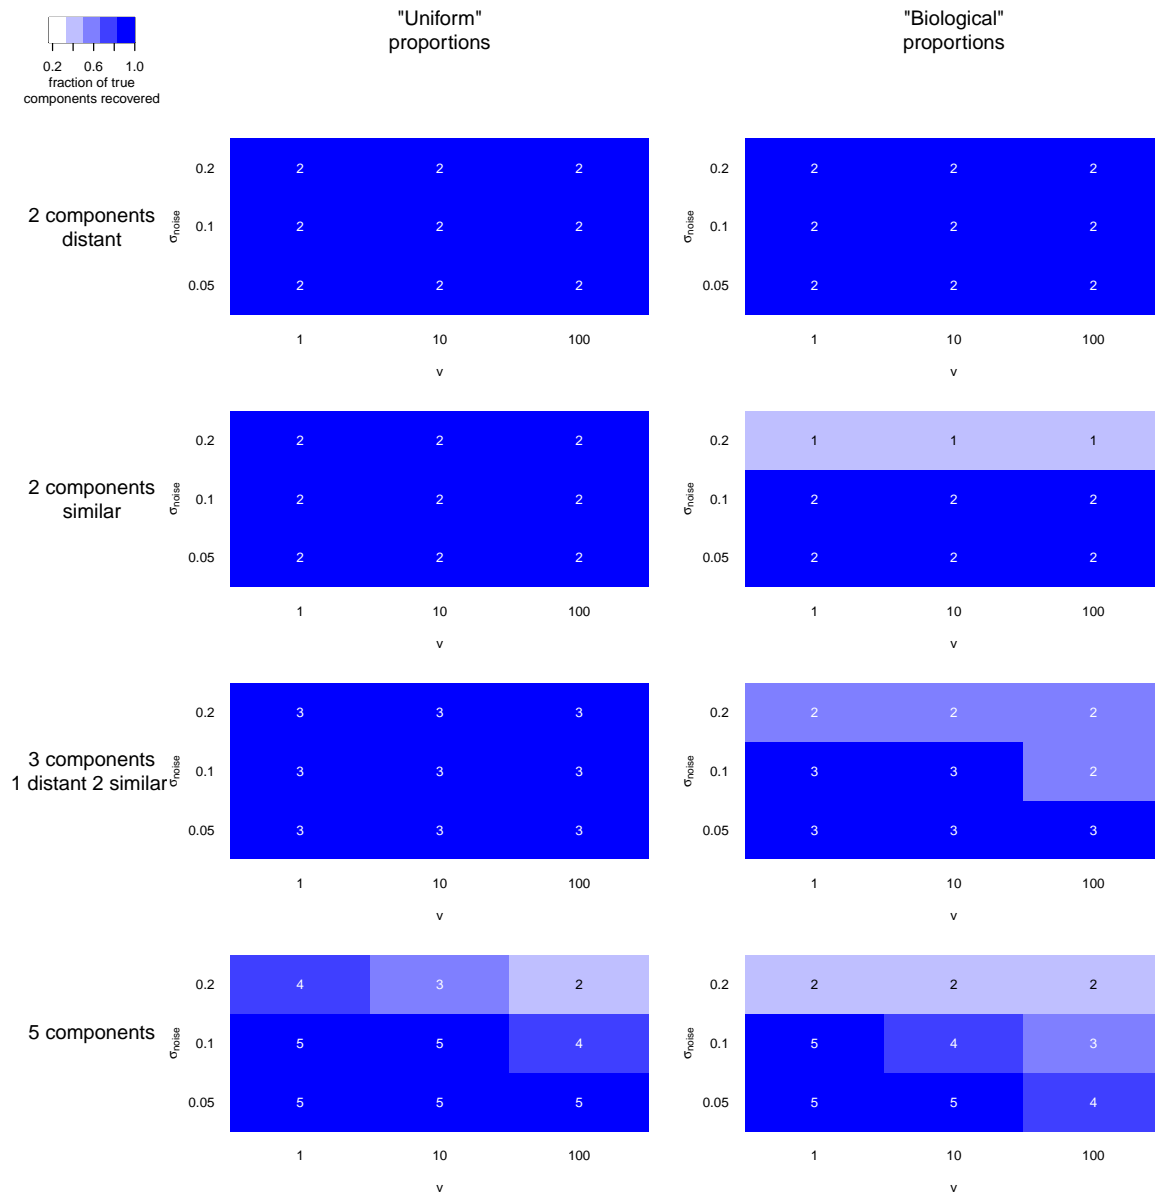 "Uniform"
proportions
"Biological"
proportions
0.2 0.6 1.0
fraction of true
components recovered
2 components
distant
σnoise
0.2 2 2 2
0.1 2 2 2
0.05 2 2 2
1 10 100
v
σnoise
0.2 2 2 2
0.1 2 2 2
0.05 2 2 2
1 10 100
v
2 components
similar
σnoise
0.2 2 2 2
0.1 2 2 2
0.05 2 2 2
1 10 100
v
σnoise
0.2 1 1 1
0.1 2 2 2
0.05 2 2 2
1 10 100
v
3 components
1 distant 2 similar
σnoise
0.2 3 3 3
0.1 3 3 3
0.05 3 3 3
1 10 100
v
σnoise
0.2 2 2 2
0.1 3 3 2
0.05 3 3 3
1 10 100
v
5 components
σnoise
0.2 4 3 2
0.1 5 5 4
0.05 5 5 5
1 10 100
v
σnoise
0.2 2 2 2
0.1 5 4 3
0.05 5 5 4
1 10 100
v